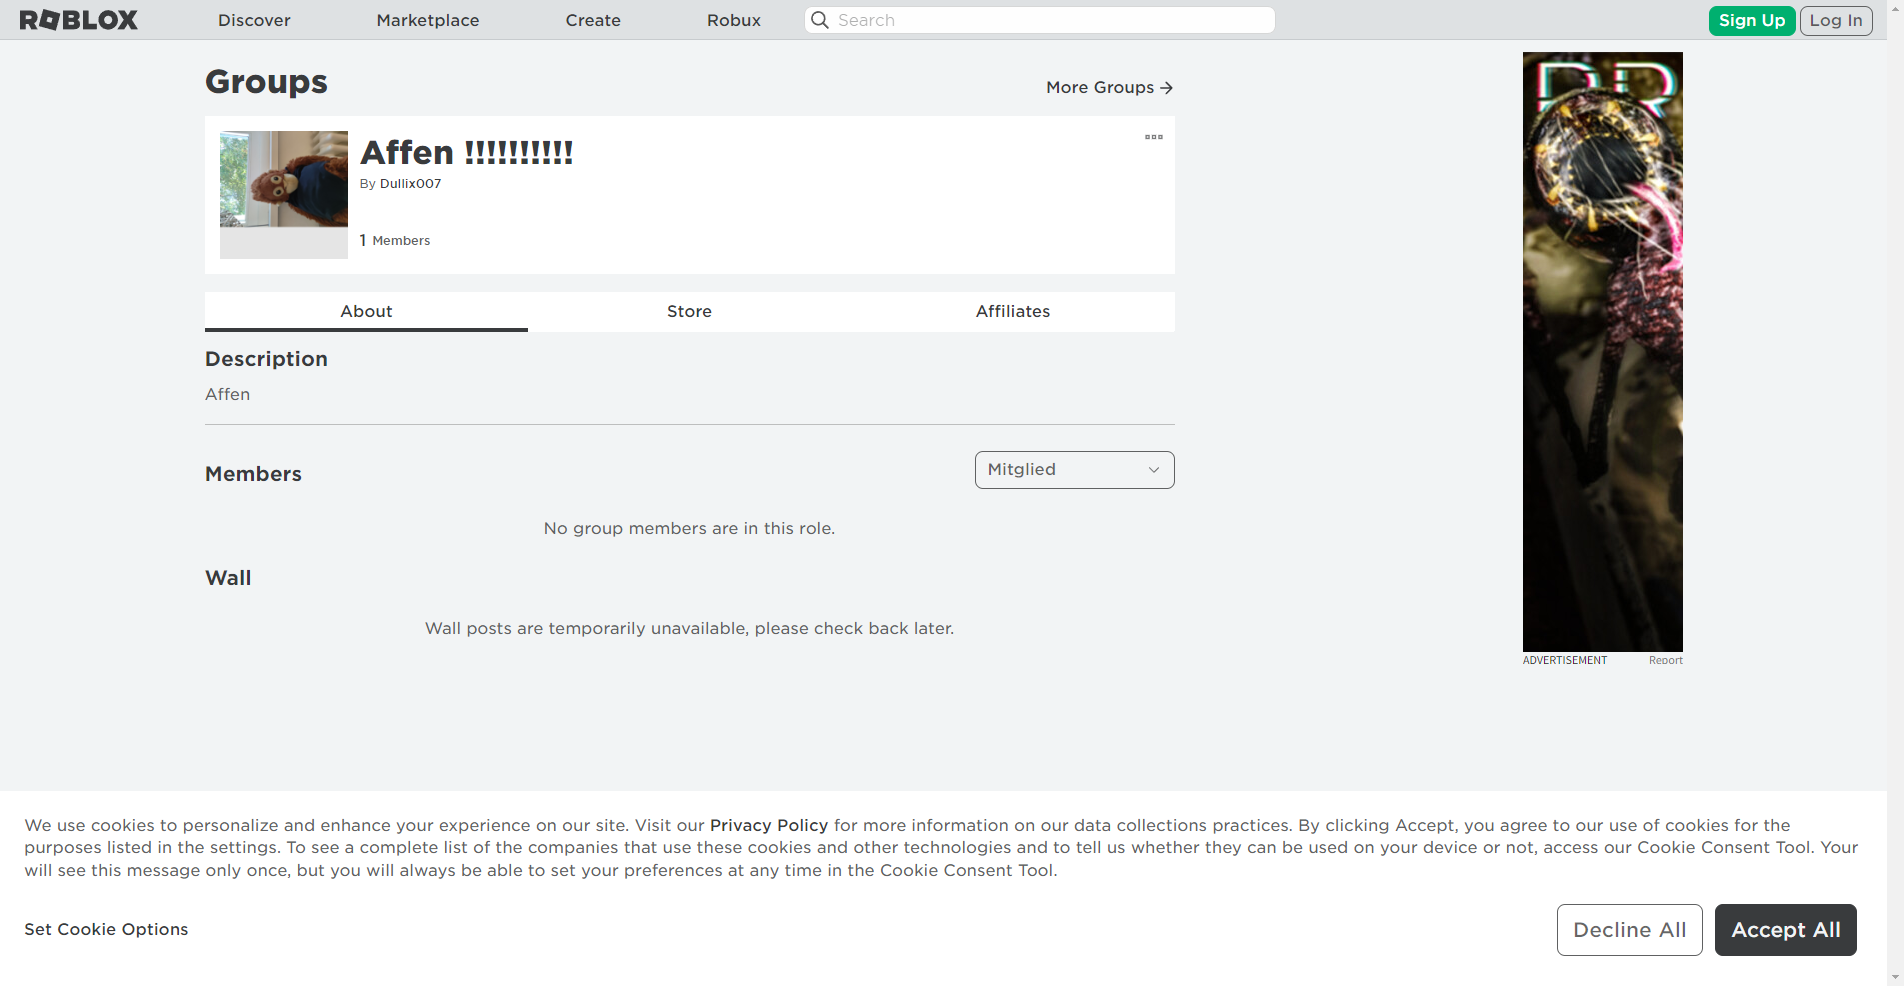 ROBLOX
Discover
Marketplace
Create
Robux
Search
Sign Up
Log In
Groups
More Groups
Affen !!!!!!!!!!
By Dullix007
1 Members
About
Store
Affiliates
Description
Affen
Members
Mitglied
No group members are in this role.
Wall
Wall posts are temporarily unavailable, please check back later.
DR
ADVERTISEMENT
Report
We use cookies to personalize and enhance your experience on our site. Visit our Privacy Policy for more information on our data collections practices. By clicking Accept, you agree to our use of cookies for the
purposes listed in the settings. To see a complete list of the companies that use these cookies and other technologies and to tell us whether they can be used on your device or not, access our Cookie Consent Tool. Your
will see this message only once, but you will always be able to set your preferences at any time in the Cookie Consent Tool.
Set Cookie Options
Decline All
Accept All